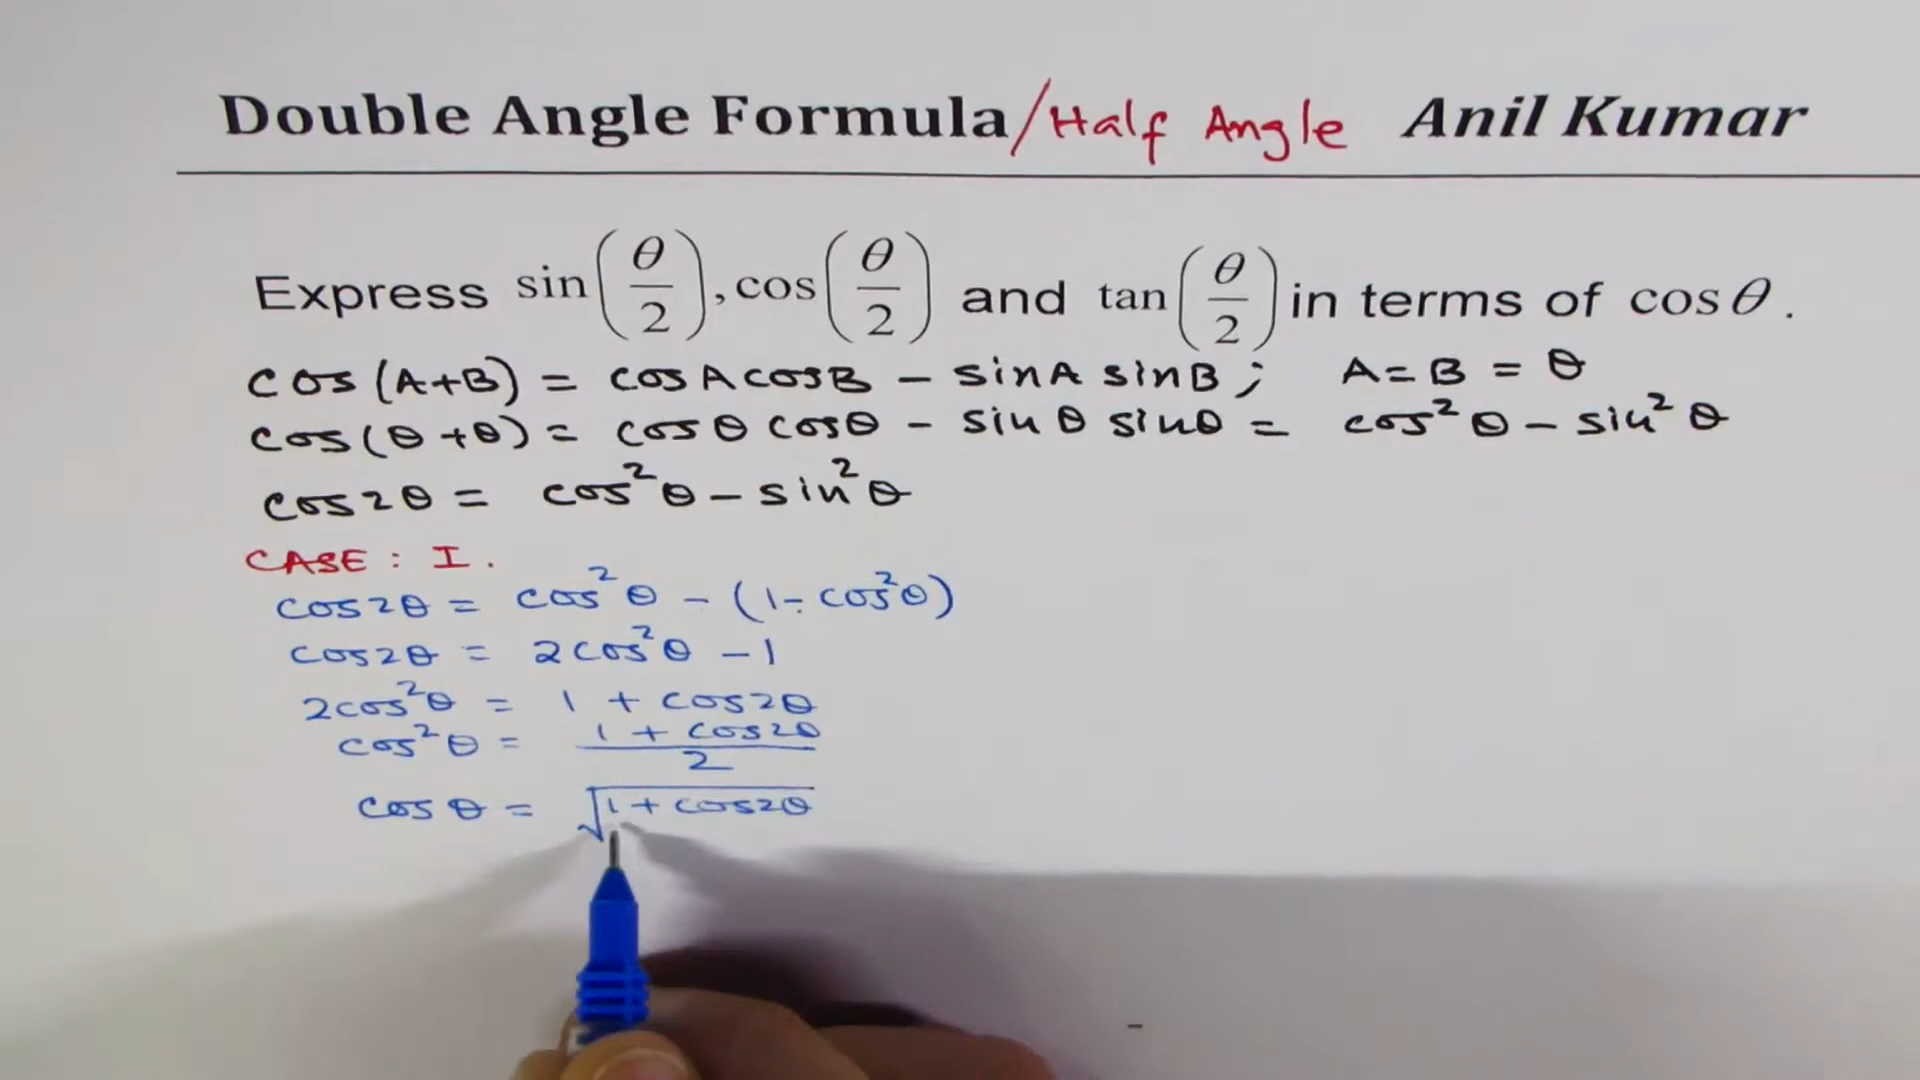 Double Angle Formula/Half Angle Anil Kumar
Express sin(θ/2), cos(θ/2) and tan(θ/2) in terms of cos θ.
cos(A+B) = cosA cosB − sinA sinB; A=B = θ
cos(θ+θ) = cosθ cosθ − sinθ sinθ = cos²θ − sin²θ
cos2θ = cos²θ − sin²θ
CASE: I.
cos2θ = cos²θ − (1 − cos²θ)
cos2θ = 2cos²θ − 1
2cos²θ = 1 + cos2θ
cos²θ = (1 + cos2θ)/2
cosθ = √(1 + cos2θ)